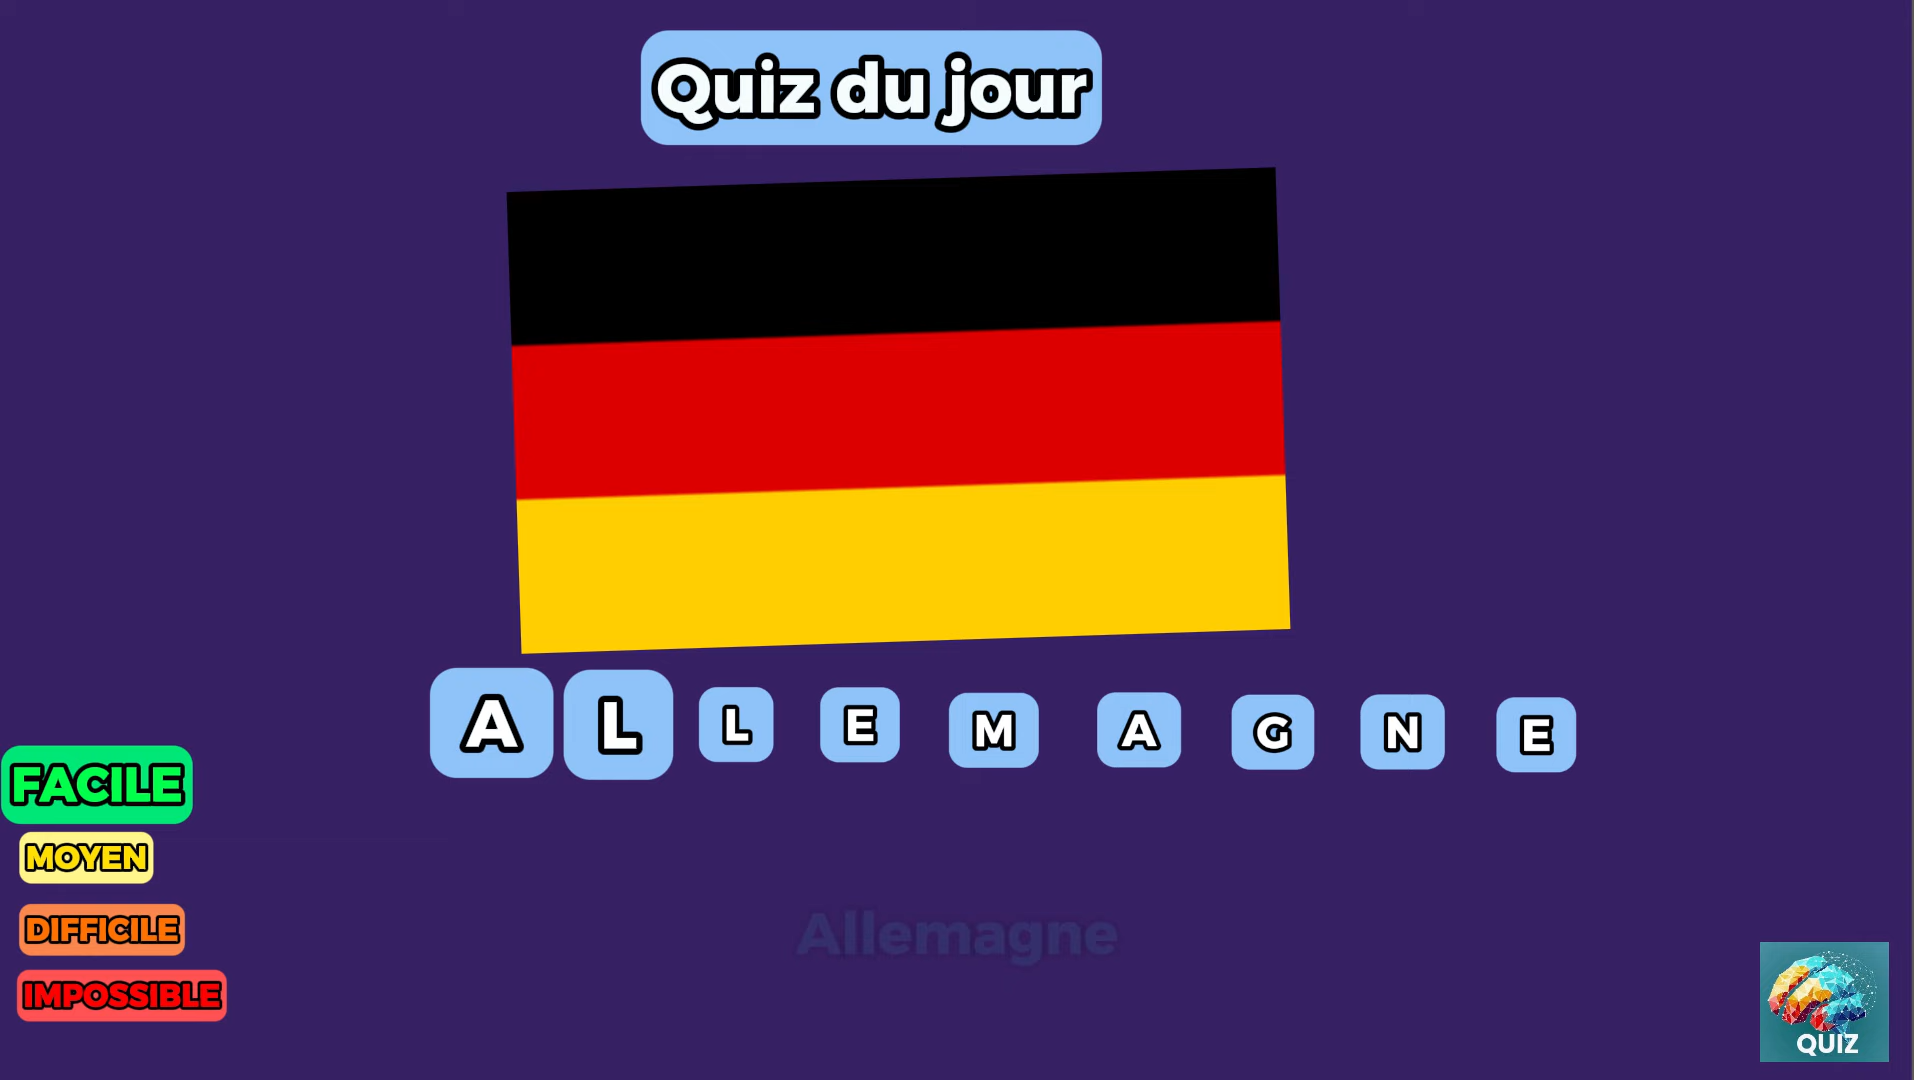 Quiz du jour
A L L E M A G N E
FACILE
MOYEN
DIFFICILE
IMPOSSIBLE
Allemagne
QUIZ